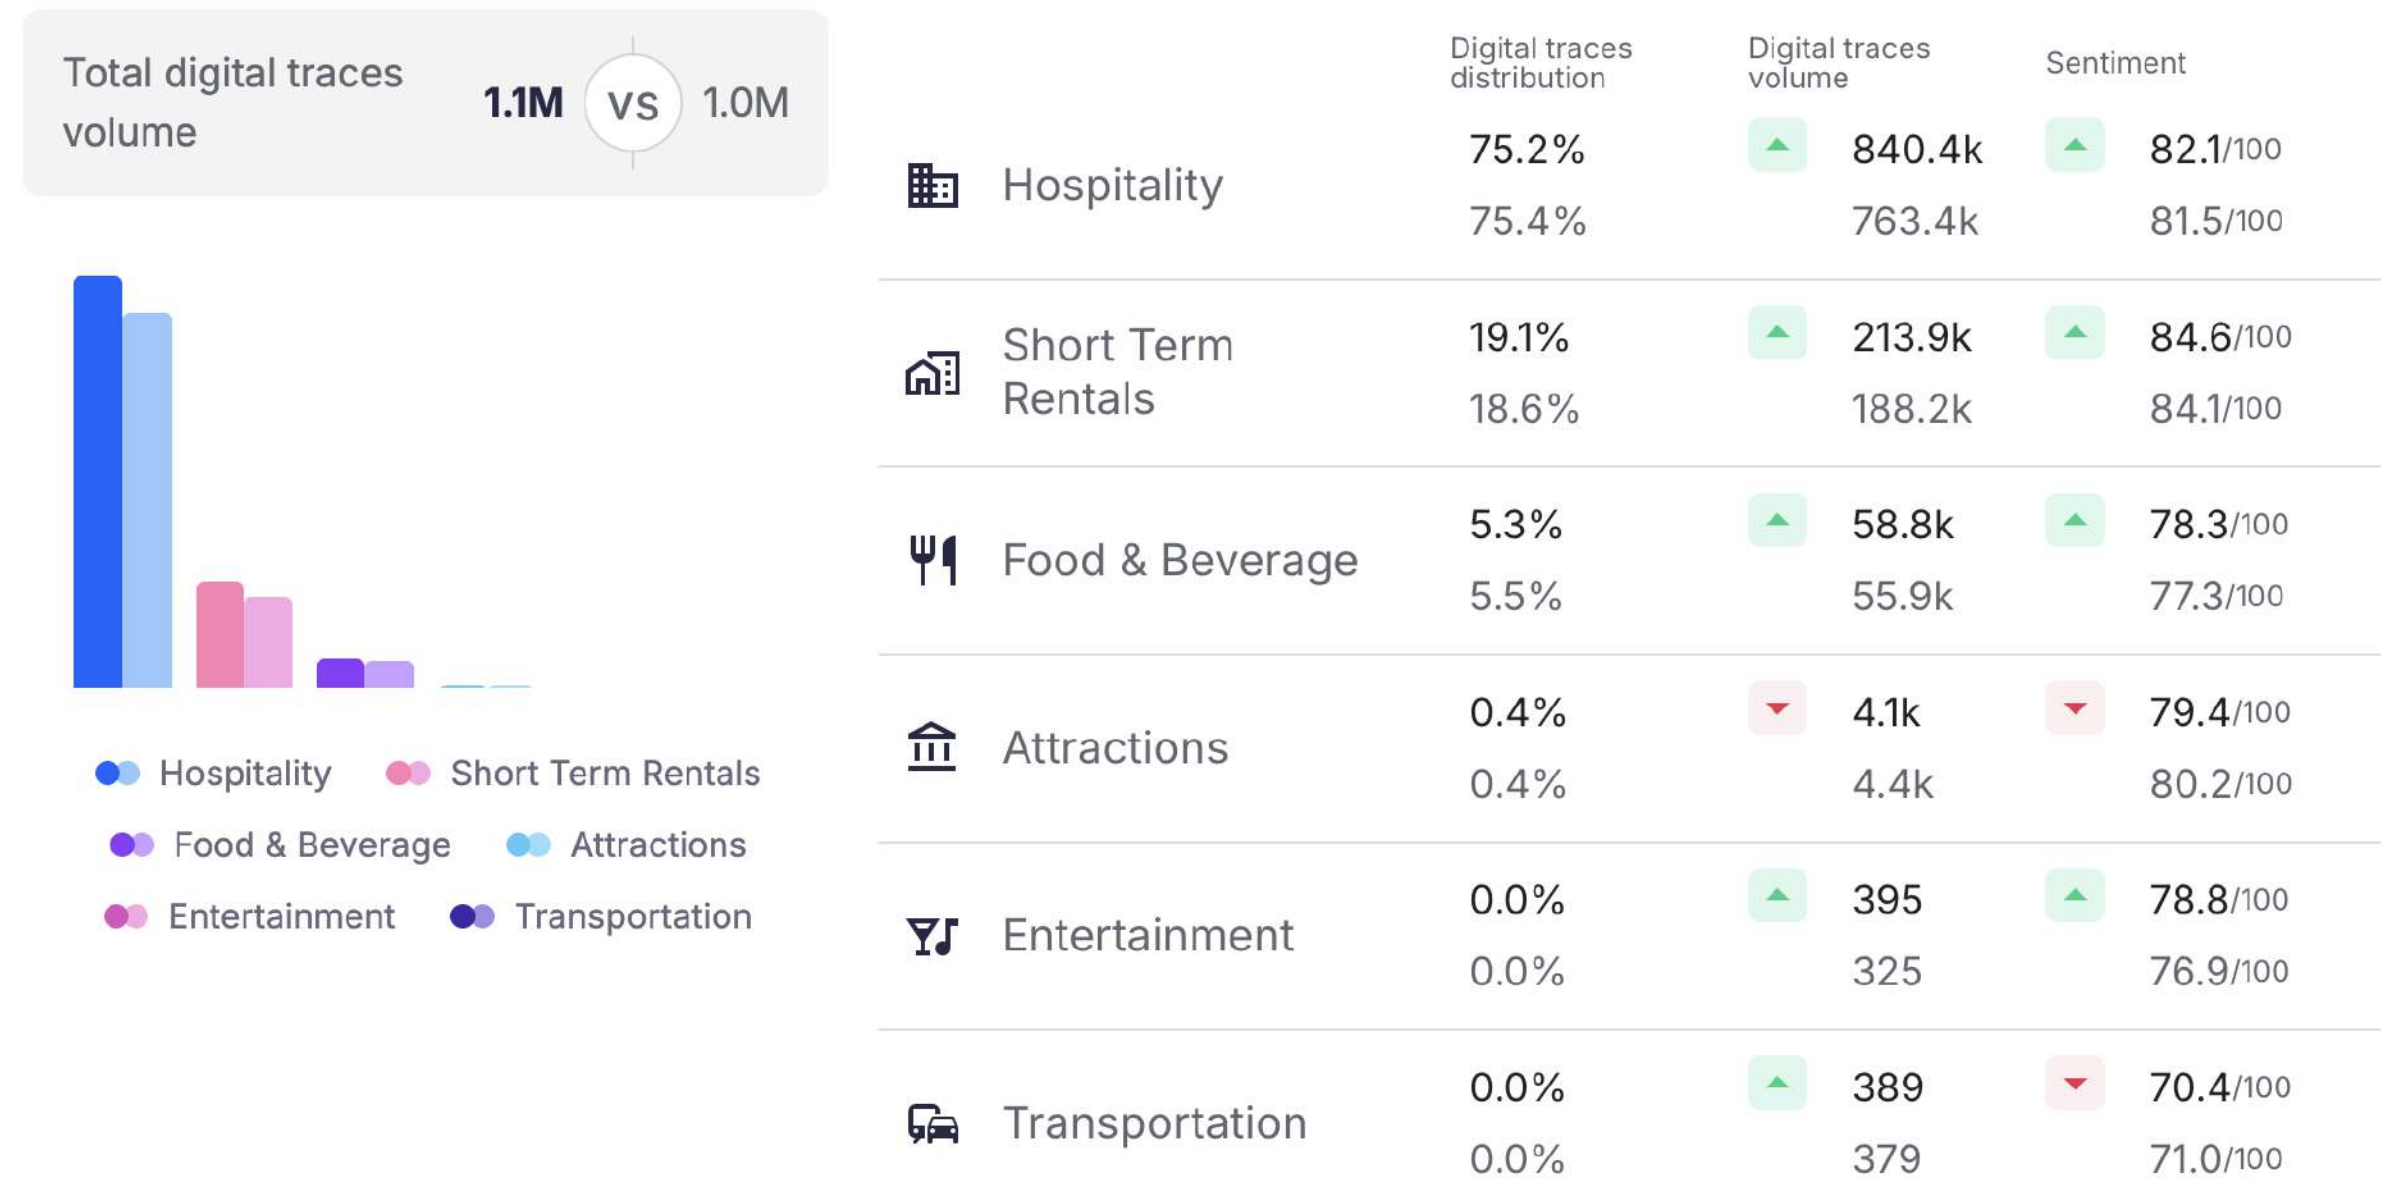 Total digital traces
volume
1.1M VS 1.0M
Hospitality Short Term Rentals
Food & Beverage Attractions
Entertainment Transportation
Digital traces
distribution
Digital traces
volume
Sentiment
Hospitality
75.2% 840.4k 82.1/100
75.4% 763.4k 81.5/100
Short Term
Rentals
19.1% 213.9k 84.6/100
18.6% 188.2k 84.1/100
Food & Beverage
5.3% 58.8k 78.3/100
5.5% 55.9k 77.3/100
Attractions
0.4% 4.1k 79.4/100
0.4% 4.4k 80.2/100
Entertainment
0.0% 395 78.8/100
0.0% 325 76.9/100
Transportation
0.0% 389 70.4/100
0.0% 379 71.0/100